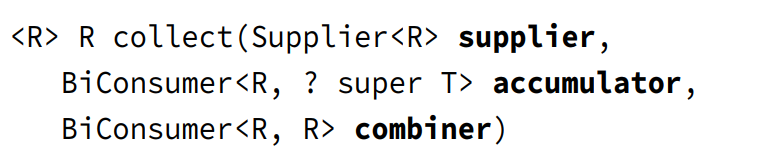 <R> R collect(Supplier<R> supplier,
BiConsumer<R, ? super T> accumulator,
BiConsumer<R, R> combiner)